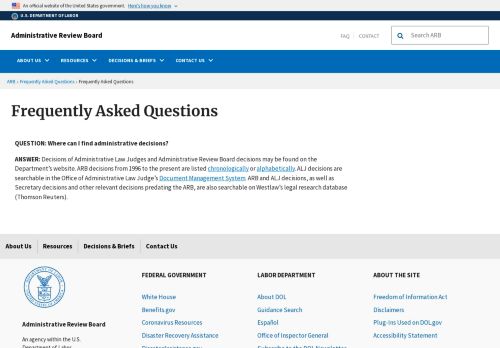 An official website of the United States government. Here's how you know
U.S. DEPARTMENT OF LABOR
Administrative Review Board
FAQ CONTACT
Search ARB
ABOUT US RESOURCES DECISIONS & BRIEFS CONTACT US
ARB › Frequently Asked Questions › Frequently Asked Questions
Frequently Asked Questions
QUESTION: Where can I find administrative decisions?
ANSWER: Decisions of Administrative Law Judges and Administrative Review Board decisions may be found on the
Department's website. ARB decisions from 1996 to the present are listed chronologically or alphabetically. ALJ decisions are
searchable in the Office of Administrative Law Judge's Document Management System. ARB and ALJ decisions, as well as
Secretary decisions and other relevant decisions predating the ARB, are also searchable on Westlaw's legal research database
(Thomson Reuters).
About Us Resources Decisions & Briefs Contact Us
Administrative Review Board
An agency within the U.S.
Department of Labor
FEDERAL GOVERNMENT
White House
Benefits.gov
Coronavirus Resources
Disaster Recovery Assistance
DisasterAssistance.gov
LABOR DEPARTMENT
About DOL
Guidance Search
Español
Office of Inspector General
Subscribe to the DOL Newsletter
ABOUT THE SITE
Freedom of Information Act
Disclaimers
Plug-Ins Used on DOL.gov
Accessibility Statement